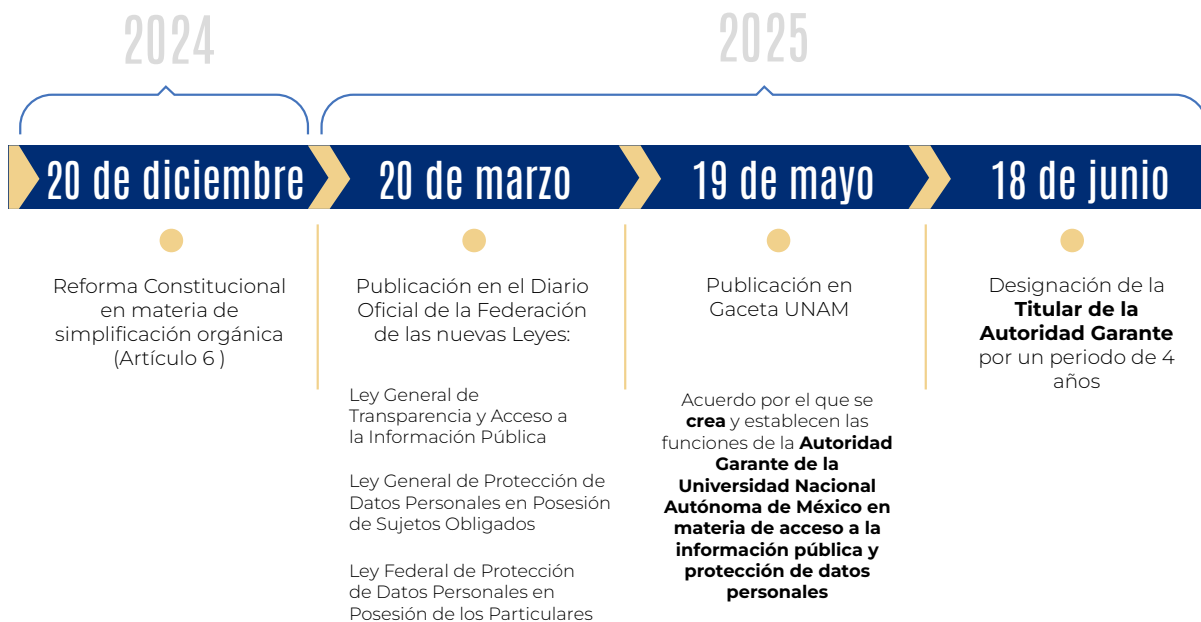 2024
2025
20 de diciembre
20 de marzo
19 de mayo
18 de junio
Reforma Constitucional
en materia de
simplificación orgánica
(Artículo 6 )
Publicación en el Diario
Oficial de la Federación
de las nuevas Leyes:
Ley General de
Transparencia y Acceso a
la Información Pública
Ley General de Protección de
Datos Personales en Posesión
de Sujetos Obligados
Ley Federal de Protección
de Datos Personales en
Posesión de los Particulares
Publicación en
Gaceta UNAM
Acuerdo por el que se
crea y establecen las
funciones de la Autoridad
Garante de la
Universidad Nacional
Autónoma de México en
materia de acceso a la
información pública y
protección de datos
personales
Designación de la
Titular de la
Autoridad Garante
por un periodo de 4
años